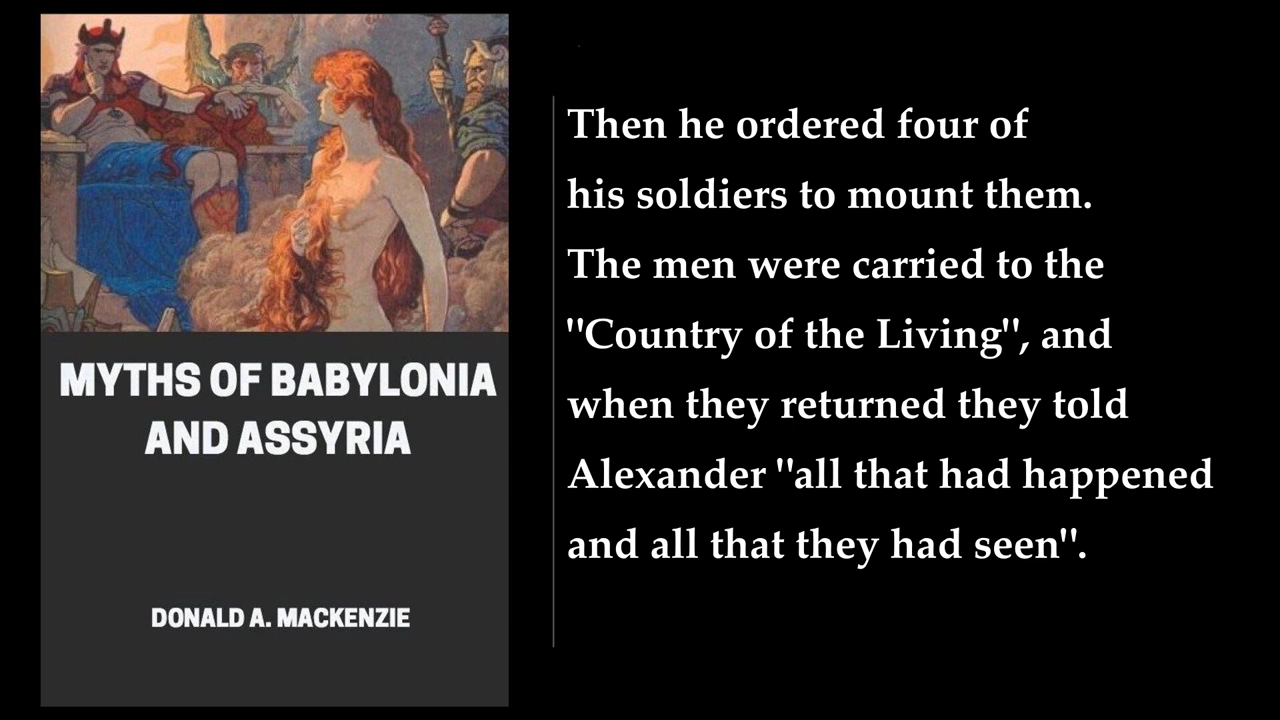 MYTHS OF BABYLONIA
AND ASSYRIA
DONALD A. MACKENZIE
Then he ordered four of
his soldiers to mount them.
The men were carried to the
"Country of the Living", and
when they returned they told
Alexander "all that had happened
and all that they had seen".